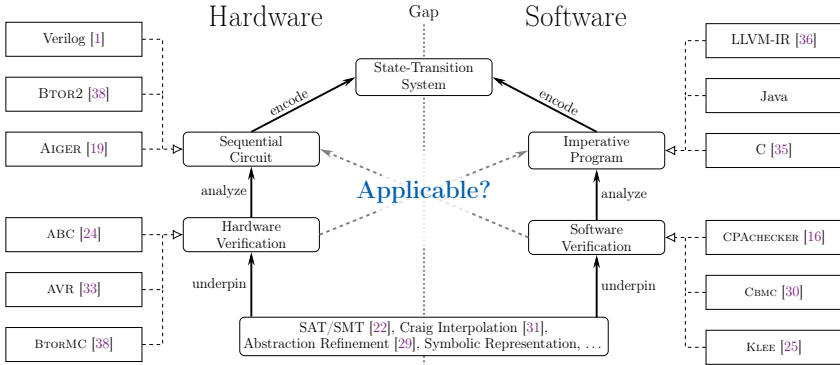 Hardware
Gap
Software
Verilog [1]
BTOR2 [38]
AIGER [19]
State-Transition
System
LLVM-IR [36]
Java
C [35]
encode
encode
Sequential
Circuit
Imperative
Program
analyze
Applicable?
analyze
ABC [24]
AVR [33]
BTORMC [38]
Hardware
Verification
Software
Verification
CPACHECKER [16]
CBMC [30]
KLEE [25]
underpin
underpin
SAT/SMT [22], Craig Interpolation [31],
Abstraction Refinement [29], Symbolic Representation, . . .